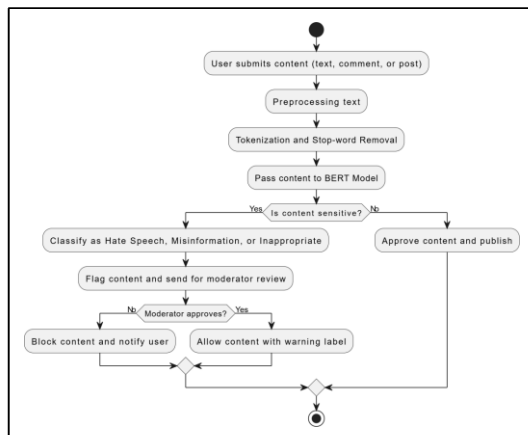 User submits content (text, comment, or post)
Preprocessing text
Tokenization and Stop-word Removal
Pass content to BERT Model
Yes
Is content sensitive?
No
Classify as Hate Speech, Misinformation, or Inappropriate
Approve content and publish
Flag content and send for moderator review
No
Moderator approves?
Yes
Block content and notify user
Allow content with warning label